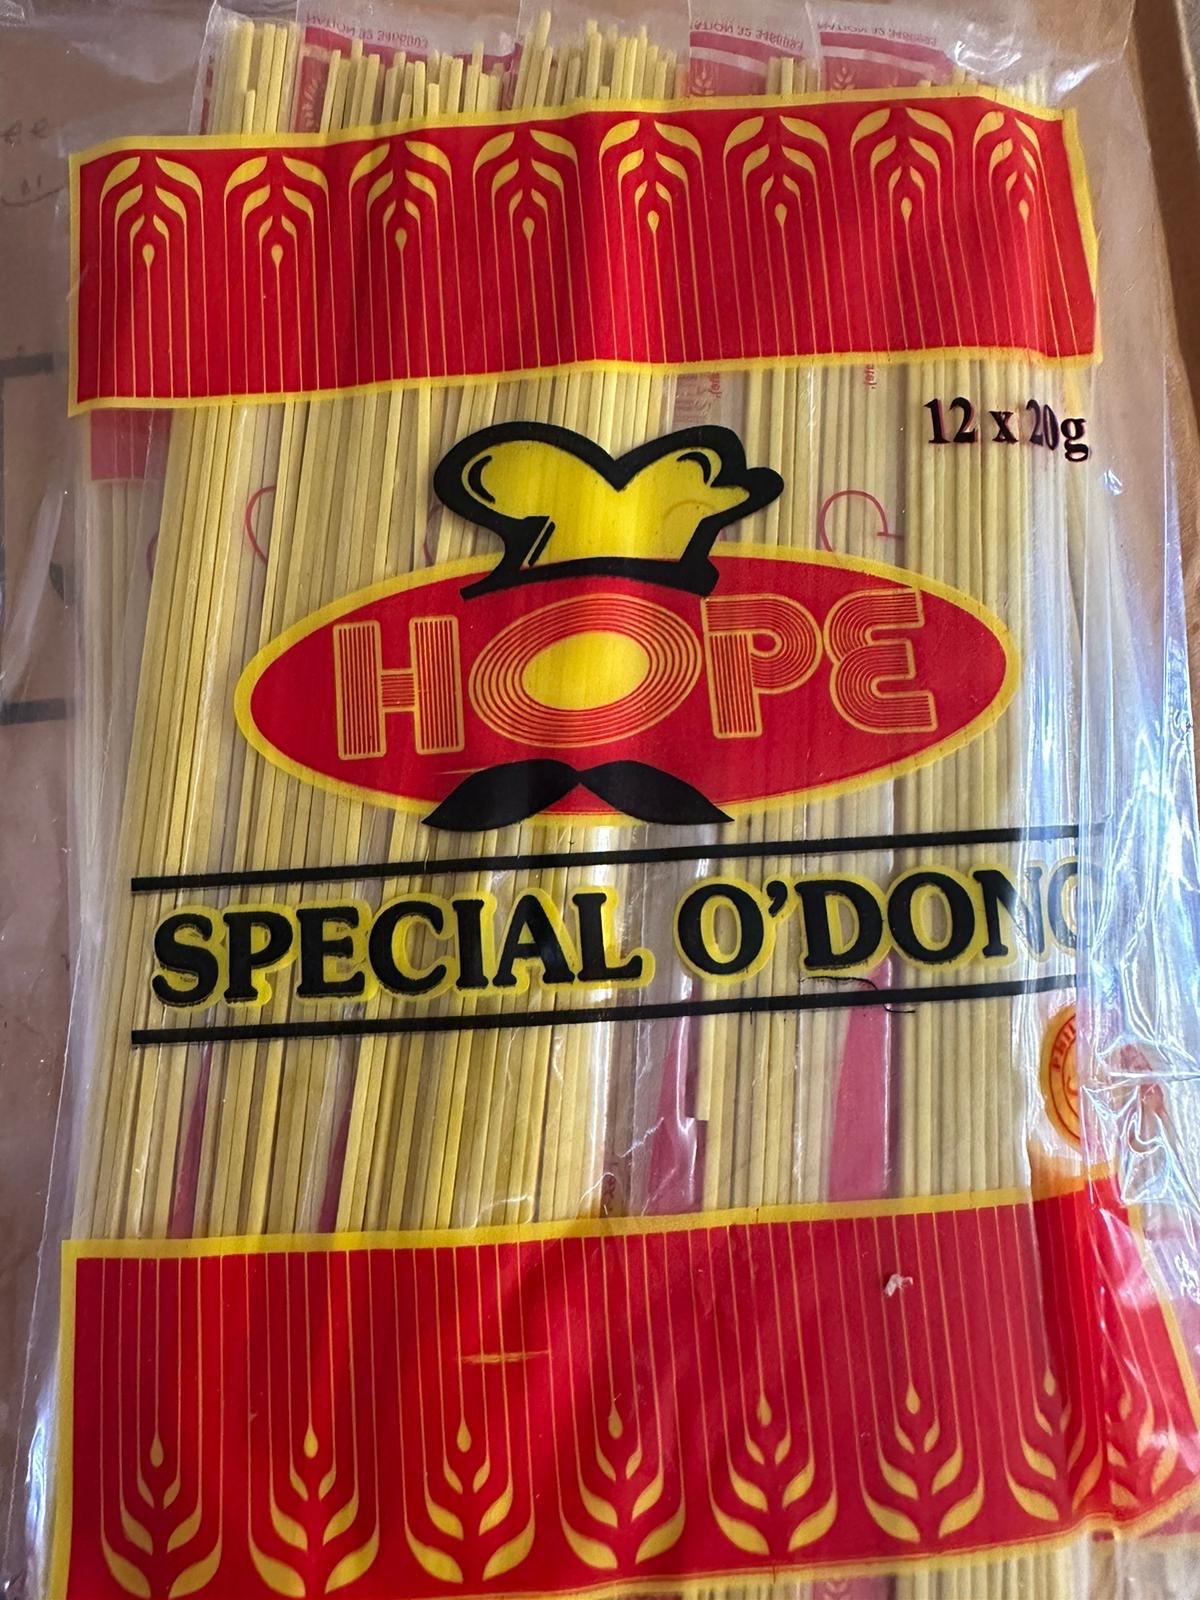 12 x 20g
HOPE
SPECIAL O'DONG